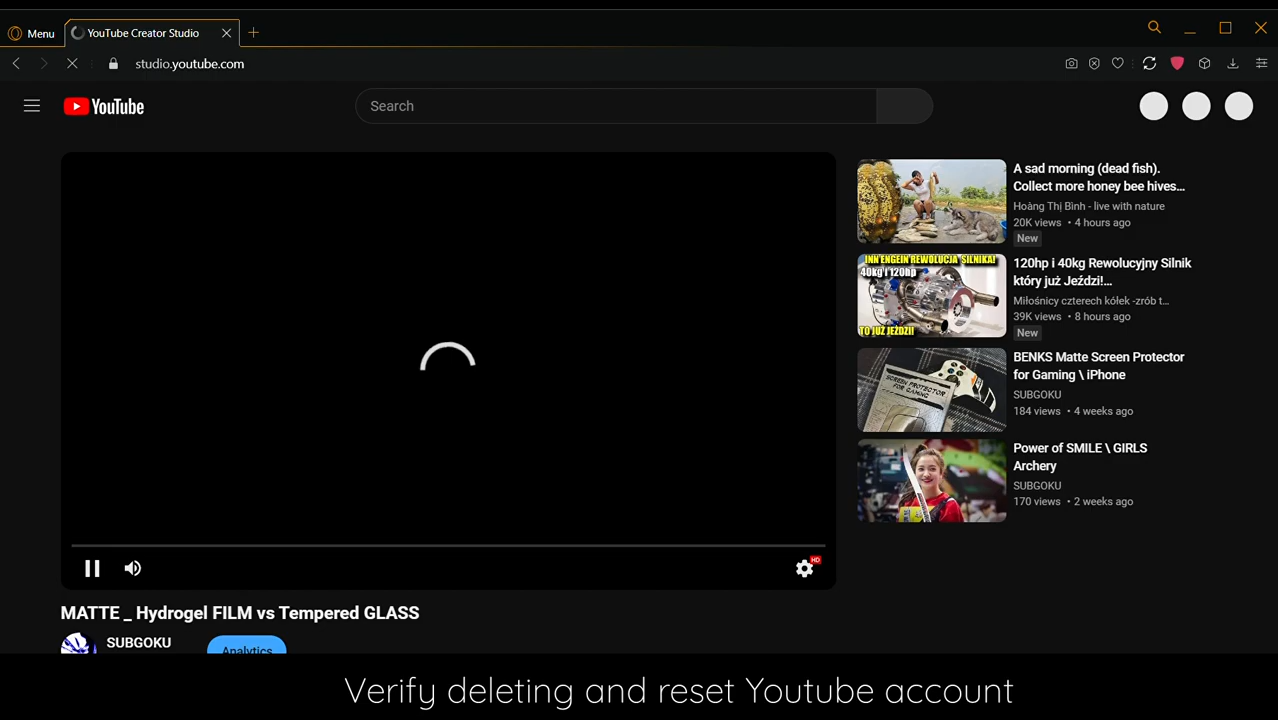 Menu
YouTube Creator Studio
studio.youtube.com
YouTube
Search
A sad morning (dead fish).
Collect more honey bee hives…
Hoàng Thị Bình - live with nature
20K views • 4 hours ago
New
INN ENGEIN REWOLUCJA SILNIKA!
40kg i 120hp
TO JUŻ JEŹDZI!
120hp i 40kg Rewolucyjny Silnik
który już Jeździ!…
Miłośnicy czterech kółek -zrób t…
39K views • 8 hours ago
New
SCREEN PROTECTOR
FOR GAMING
BENKS Matte Screen Protector
for Gaming \ iPhone
SUBGOKU
184 views • 4 weeks ago
Power of SMILE \ GIRLS
Archery
SUBGOKU
170 views • 2 weeks ago
HD
MATTE _ Hydrogel FILM vs Tempered GLASS
SUBGOKU
Analytics
Verify deleting and reset Youtube account